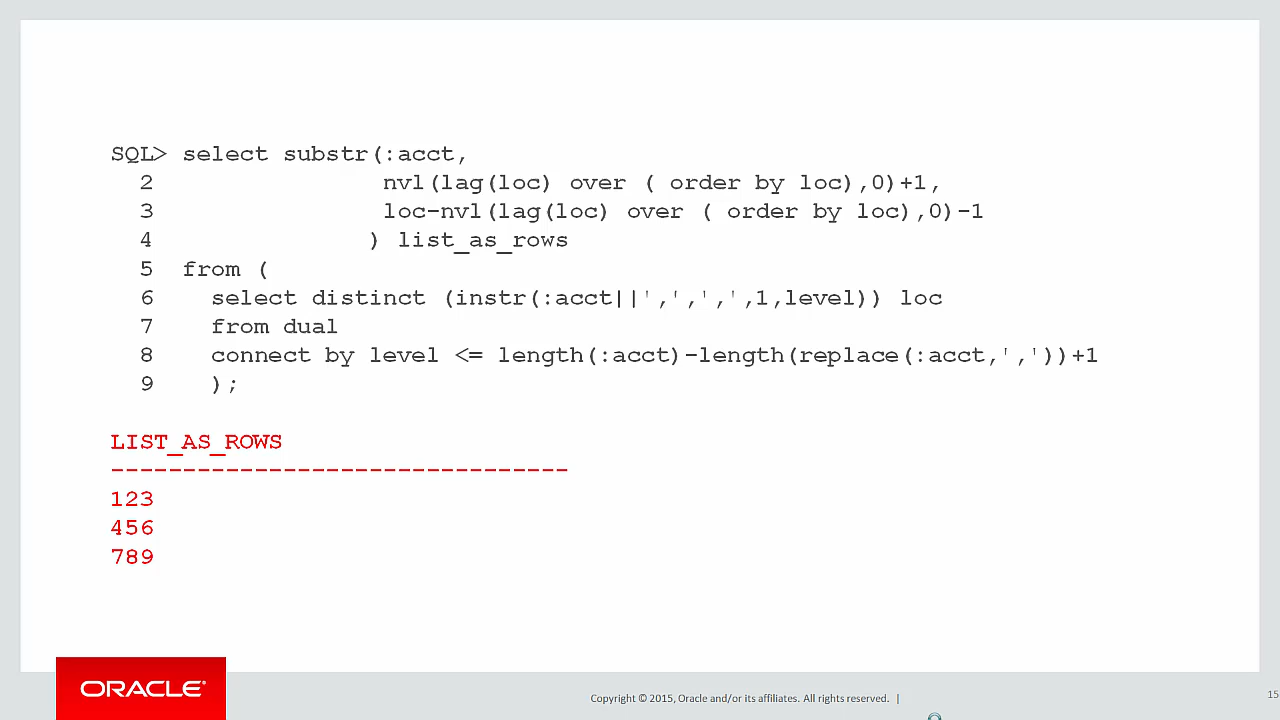 SQL> select substr(:acct,
2 nvl(lag(loc) over ( order by loc),0)+1,
3 loc-nvl(lag(loc) over ( order by loc),0)-1
4 ) list_as_rows
5 from (
6 select distinct (instr(:acct||',',',',1,level)) loc
7 from dual
8 connect by level <= length(:acct)-length(replace(:acct,','))+1
9 );
LIST_AS_ROWS
--------------------------------
123
456
789
ORACLE®
Copyright © 2015, Oracle and/or its affiliates. All rights reserved. |
15